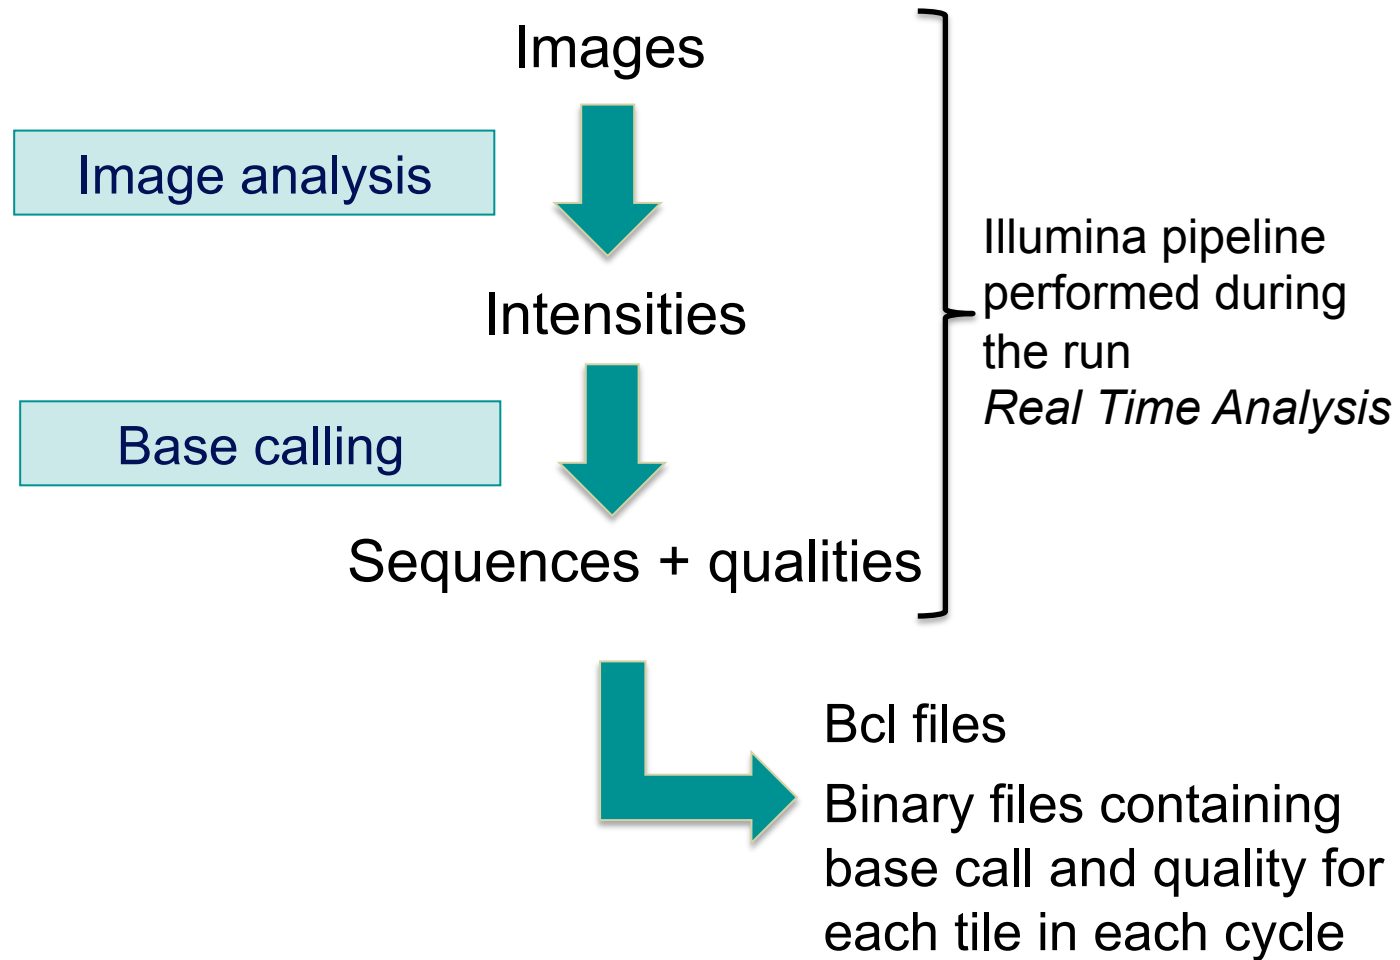 Images
Image analysis
Intensities
Base calling
Sequences + qualities
Illumina pipeline
performed during
the run
Real Time Analysis
Bcl files
Binary files containing
base call and quality for
each tile in each cycle